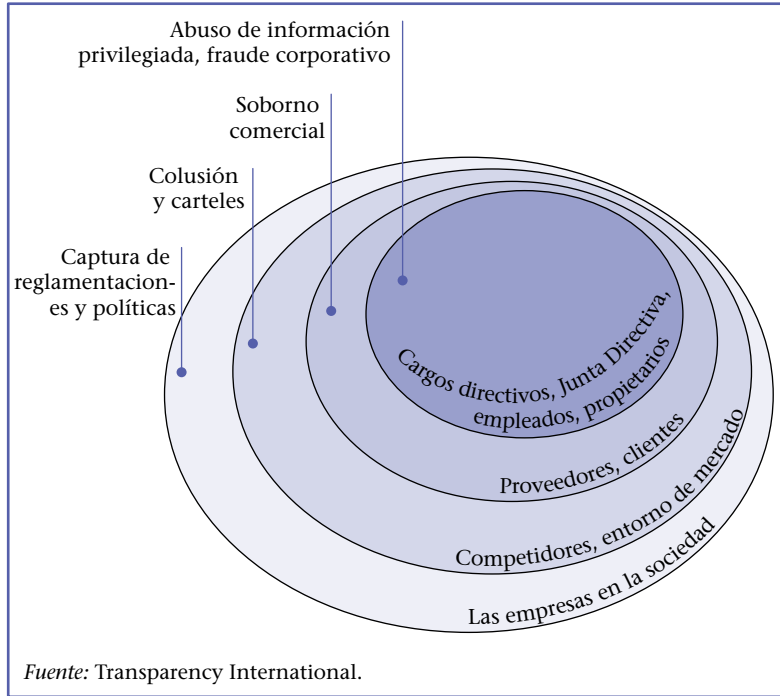 Abuso de información
privilegiada, fraude corporativo
Soborno
comercial
Colusión
y carteles
Captura de
reglamentacion-
es y políticas
Cargos directivos, Junta Directiva,
empleados, propietarios
Proveedores, clientes
Competidores, entorno de mercado
Las empresas en la sociedad
Fuente: Transparency International.